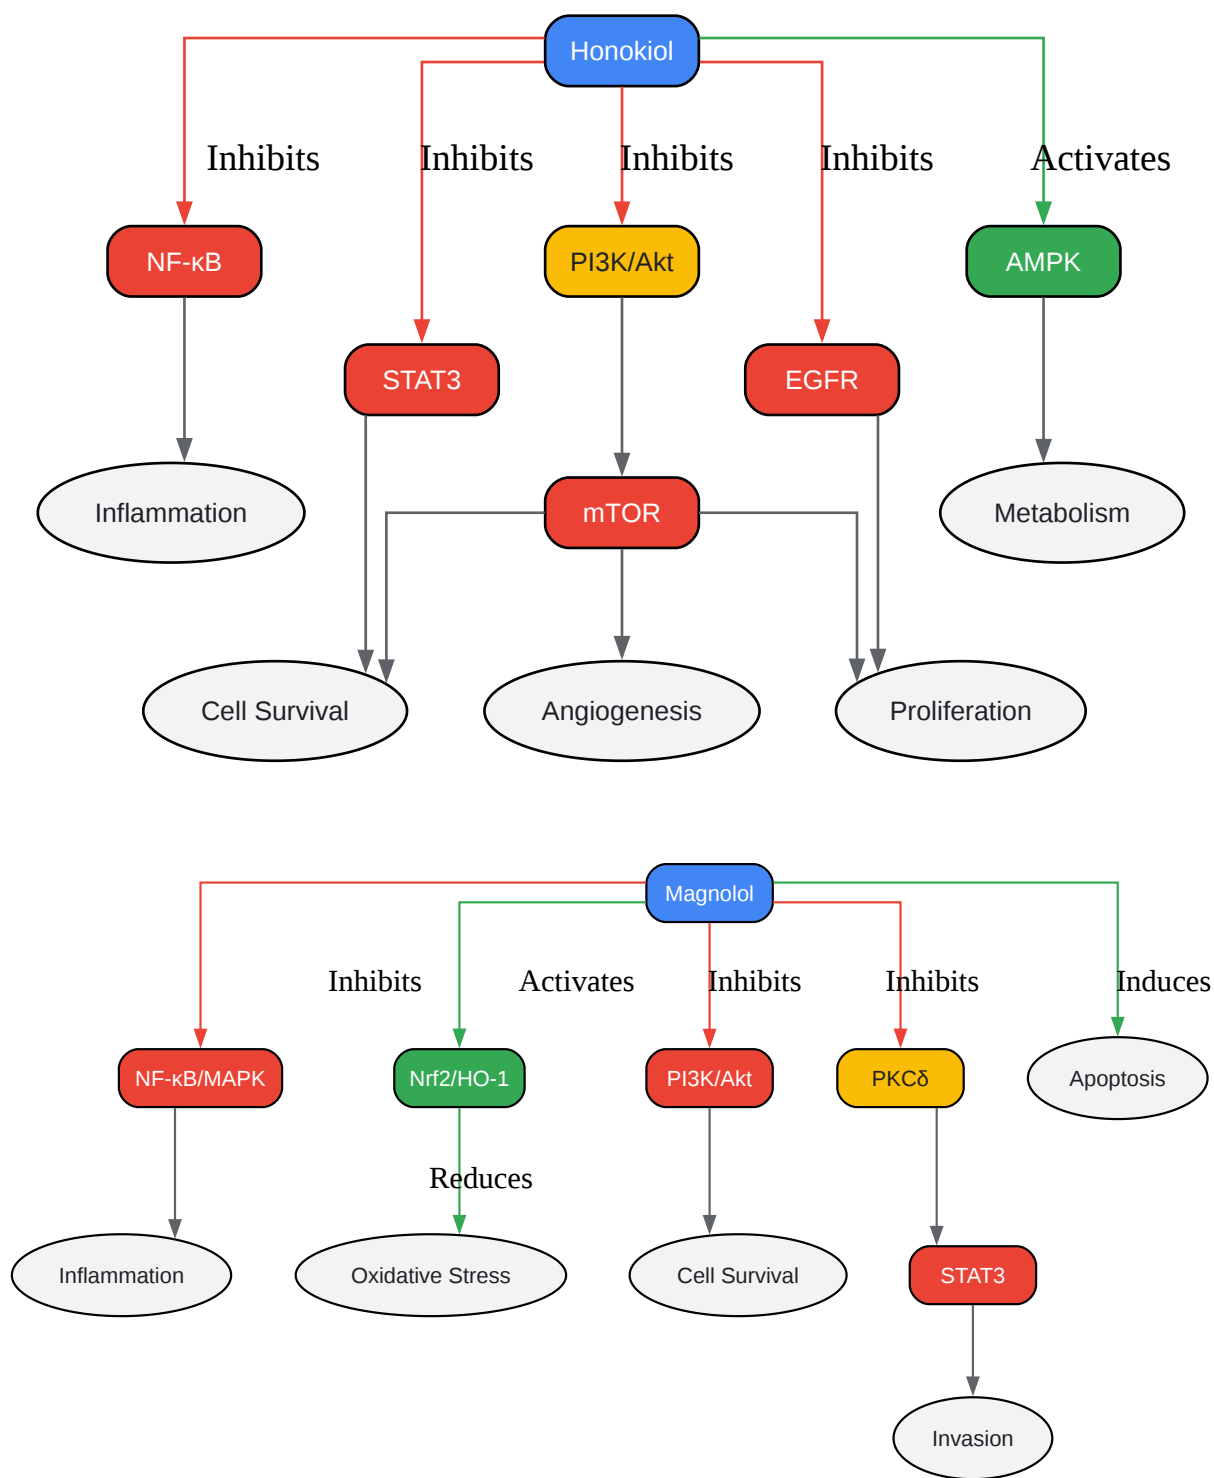 Honokiol
Inhibits
Inhibits
Inhibits
Inhibits
Activates
NF-κB
PI3K/Akt
AMPK
STAT3
EGFR
Inflammation
mTOR
Metabolism
Cell Survival
Angiogenesis
Proliferation
Magnolol
Inhibits
Activates
Inhibits
Inhibits
Induces
NF-κB/MAPK
Nrf2/HO-1
PI3K/Akt
PKCδ
Apoptosis
Reduces
Inflammation
Oxidative Stress
Cell Survival
STAT3
Invasion